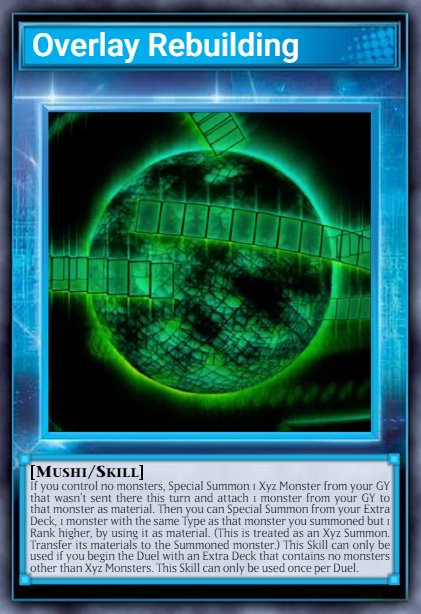 Overlay Rebuilding
[Mushi/Skill]
If you control no monsters, Special Summon 1 Xyz Monster from your GY
that wasn't sent there this turn and attach 1 monster from your GY to
that monster as material. Then you can Special Summon from your Extra
Deck, 1 monster with the same Type as that monster you summoned but 1
Rank higher, by using it as material. (This is treated as an Xyz Summon.
Transfer its materials to the Summoned monster.) This Skill can only be
used if you begin the Duel with an Extra Deck that contains no monsters
other than Xyz Monsters. This Skill can only be used once per Duel.